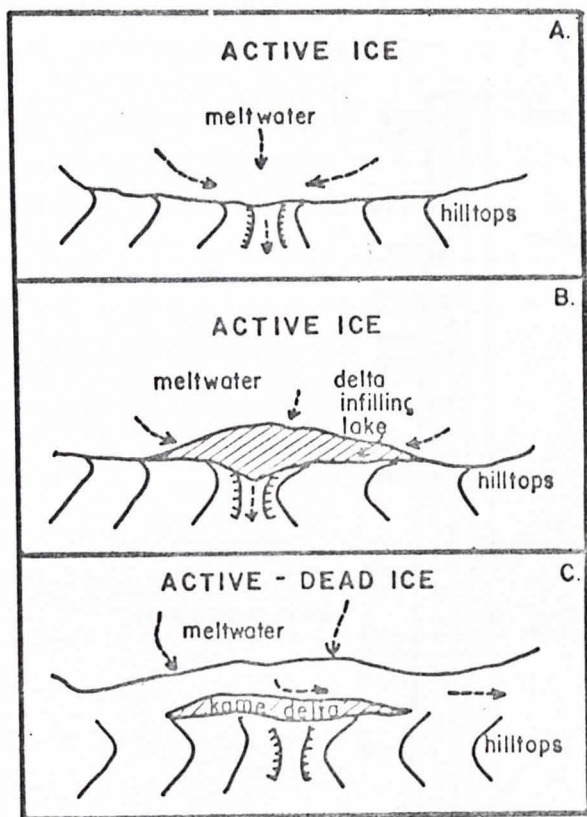 A.
ACTIVE ICE
meltwater
hilltops
B.
ACTIVE ICE
meltwater
delta
infilling
lake
hilltops
C.
ACTIVE - DEAD ICE
meltwater
kame delta
hilltops